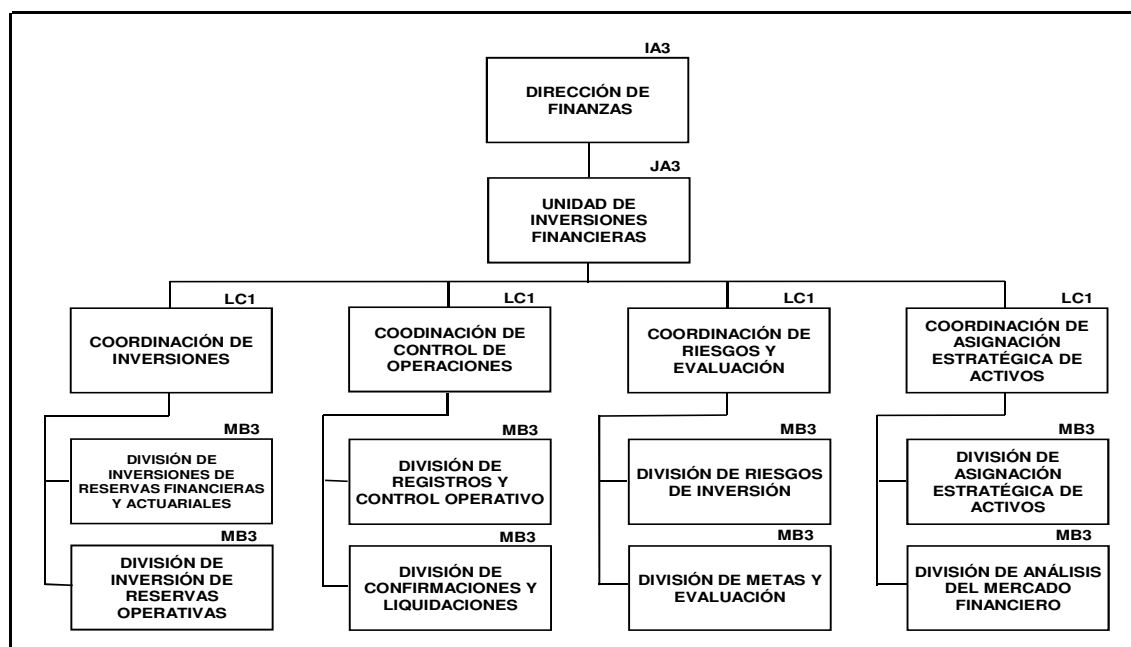 IA3
DIRECCIÓN DE
FINANZAS
JA3
UNIDAD DE
INVERSIONES
FINANCIERAS
LC1
COORDINACIÓN DE
INVERSIONES
LC1
COODINACIÓN DE
CONTROL DE
OPERACIONES
LC1
COORDINACIÓN DE
RIESGOS Y
EVALUACIÓN
LC1
COORDINACIÓN DE
ASIGNACIÓN
ESTRATÉGICA DE
ACTIVOS
MB3
DIVISIÓN DE
INVERSIONES DE
RESERVAS FINANCIERAS
Y ACTUARIALES
MB3
DIVISIÓN DE
REGISTROS Y
CONTROL OPERATIVO
MB3
DIVISIÓN DE RIESGOS
DE INVERSIÓN
MB3
DIVISIÓN DE
ASIGNACIÓN
ESTRATÉGICA DE
ACTIVOS
MB3
DIVISIÓN DE
INVERSIÓN DE
RESERVAS
OPERATIVAS
MB3
DIVISIÓN DE
CONFIRMACIONES Y
LIQUIDACIONES
MB3
DIVISIÓN DE METAS Y
EVALUACIÓN
MB3
DIVISIÓN DE ANÁLISIS
DEL MERCADO
FINANCIERO